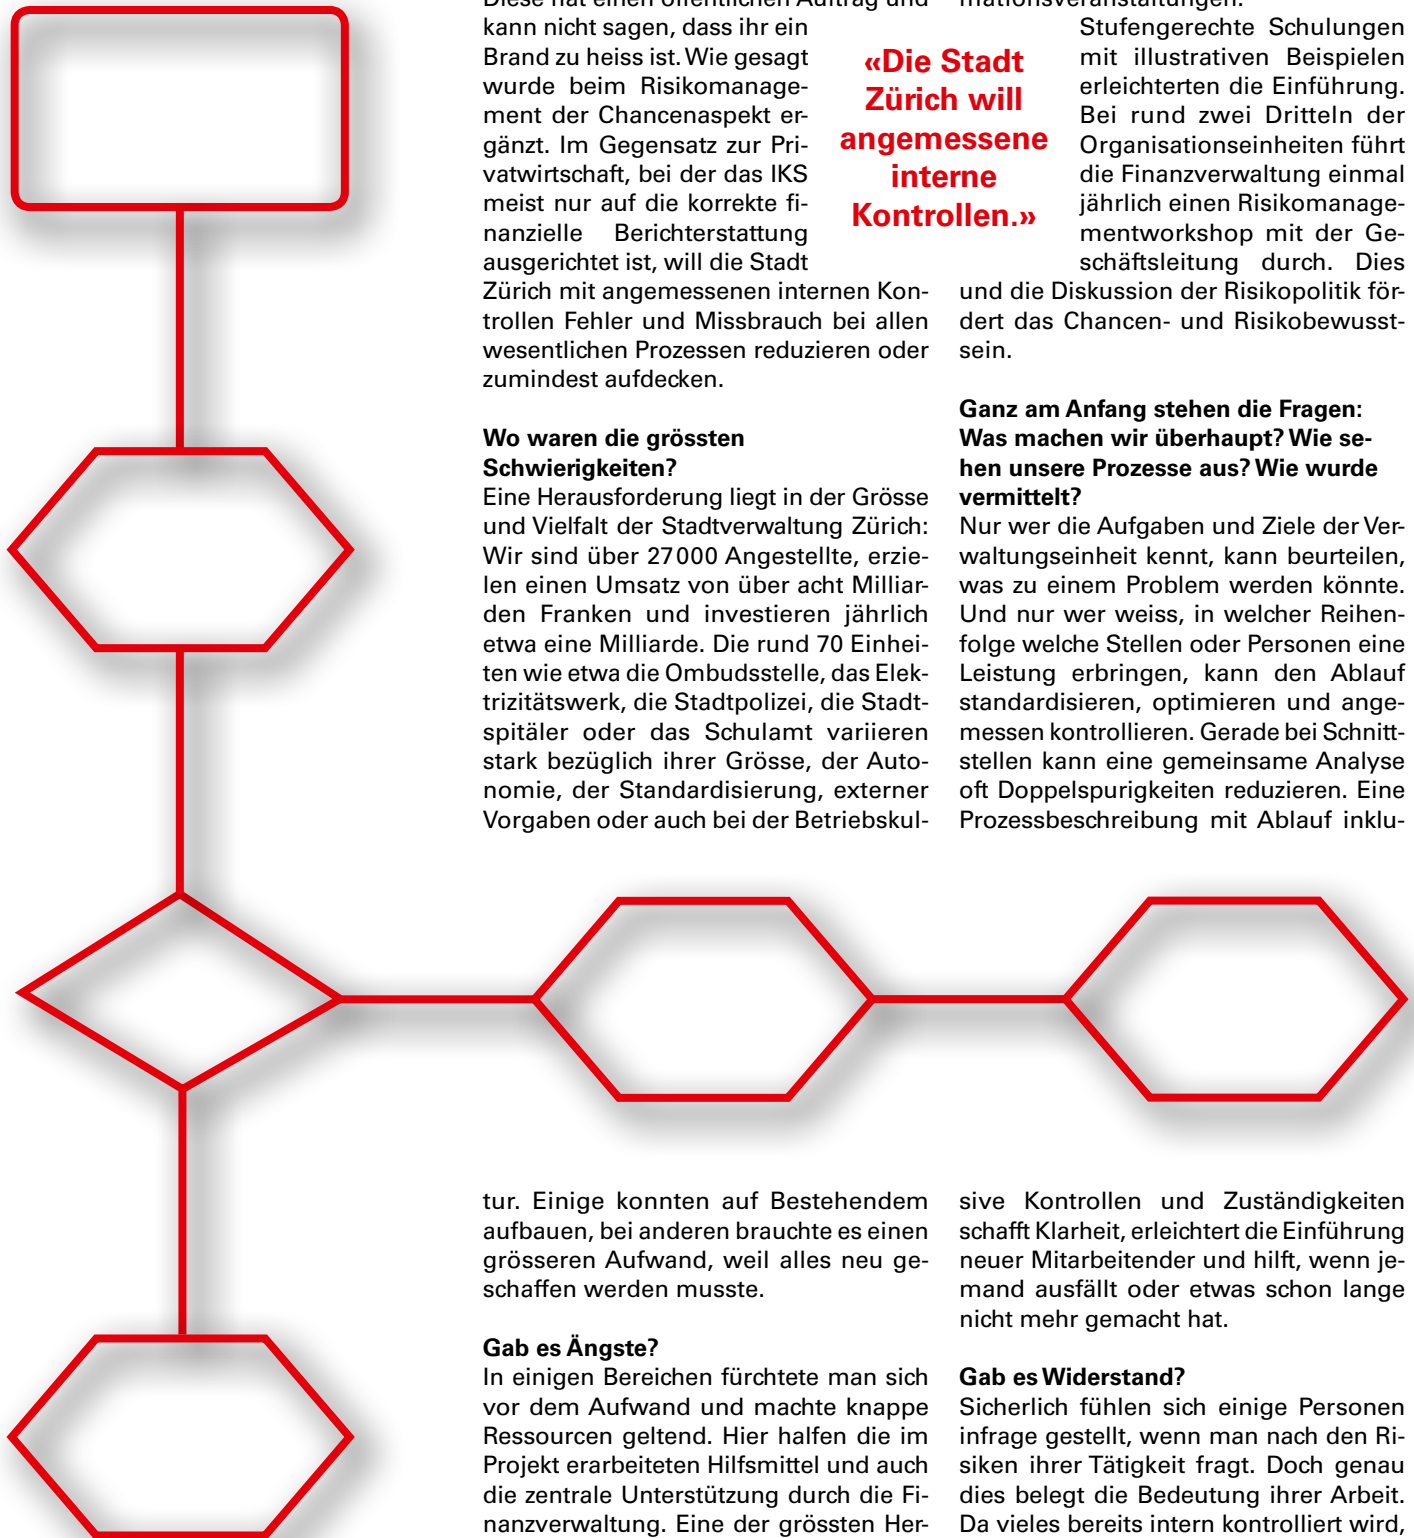 Diese hat einen öffentlichen Auftrag und
kann nicht sagen, dass ihr ein
Brand zu heiss ist. Wie gesagt
wurde beim Risikomanage-
ment der Chancenaspekt er-
gänzt. Im Gegensatz zur Pri-
vatwirtschaft, bei der das IKS
meist nur auf die korrekte fi-
nanzielle Berichterstattung
ausgerichtet ist, will die Stadt
Zürich mit angemessenen internen Kon-
trollen Fehler und Missbrauch bei allen
wesentlichen Prozessen reduzieren oder
zumindest aufdecken.
Wo waren die grössten
Schwierigkeiten?
Eine Herausforderung liegt in der Grösse
und Vielfalt der Stadtverwaltung Zürich:
Wir sind über 27 000 Angestellte, erzie-
len einen Umsatz von über acht Milliar-
den Franken und investieren jährlich
etwa eine Milliarde. Die rund 70 Einhei-
ten wie etwa die Ombudsstelle, das Elek-
trizitätswerk, die Stadtpolizei, die Stadt-
spitäler oder das Schulamt variieren
stark bezüglich ihrer Grösse, der Auto-
nomie, der Standardisierung, externer
Vorgaben oder auch bei der Betriebskul-
tur. Einige konnten auf Bestehendem
aufbauen, bei anderen brauchte es einen
grösseren Aufwand, weil alles neu ge-
schaffen werden musste.
Gab es Ängste?
In einigen Bereichen fürchtete man sich
vor dem Aufwand und machte knappe
Ressourcen geltend. Hier halfen die im
Projekt erarbeiteten Hilfsmittel und auch
die zentrale Unterstützung durch die Fi-
nanzverwaltung. Eine der grössten Her-
«Die Stadt
Zürich will
angemessene
interne
Kontrollen.»
mationsveranstaltungen.
Stufengerechte Schulungen
mit illustrativen Beispielen
erleichterten die Einführung.
Bei rund zwei Dritteln der
Organisationseinheiten führt
die Finanzverwaltung einmal
jährlich einen Risikomanage-
mentworkshop mit der Ge-
schäftsleitung durch. Dies
und die Diskussion der Risikopolitik för-
dert das Chancen- und Risikobewusst-
sein.
Ganz am Anfang stehen die Fragen:
Was machen wir überhaupt? Wie se-
hen unsere Prozesse aus? Wie wurde
vermittelt?
Nur wer die Aufgaben und Ziele der Ver-
waltungseinheit kennt, kann beurteilen,
was zu einem Problem werden könnte.
Und nur wer weiss, in welcher Reihen-
folge welche Stellen oder Personen eine
Leistung erbringen, kann den Ablauf
standardisieren, optimieren und ange-
messen kontrollieren. Gerade bei Schnitt-
stellen kann eine gemeinsame Analyse
oft Doppelspurigkeiten reduzieren. Eine
Prozessbeschreibung mit Ablauf inklu-
sive Kontrollen und Zuständigkeiten
schafft Klarheit, erleichtert die Einführung
neuer Mitarbeitender und hilft, wenn je-
mand ausfällt oder etwas schon lange
nicht mehr gemacht hat.
Gab es Widerstand?
Sicherlich fühlen sich einige Personen
infrage gestellt, wenn man nach den Ri-
siken ihrer Tätigkeit fragt. Doch genau
dies belegt die Bedeutung ihrer Arbeit.
Da vieles bereits intern kontrolliert wird,